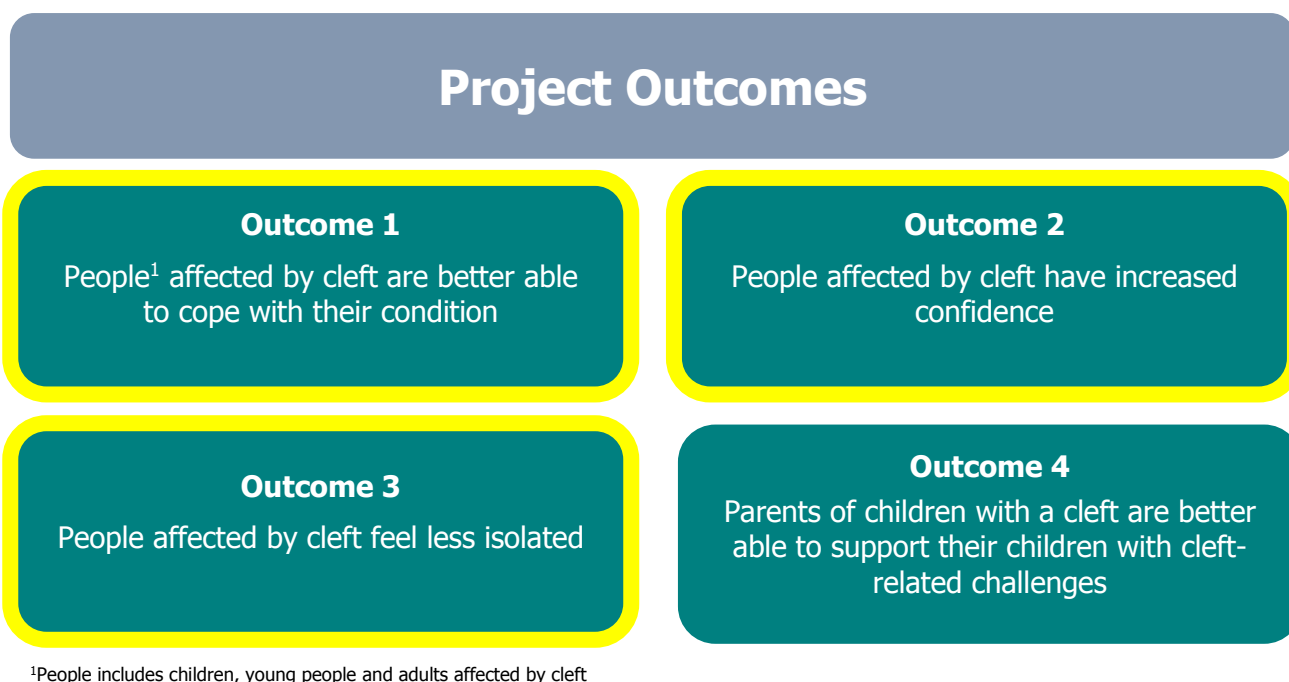 Project Outcomes
Outcome 1
People¹ affected by cleft are better able
to cope with their condition
Outcome 2
People affected by cleft have increased
confidence
Outcome 3
People affected by cleft feel less isolated
Outcome 4
Parents of children with a cleft are better
able to support their children with cleft-
related challenges
¹People includes children, young people and adults affected by cleft